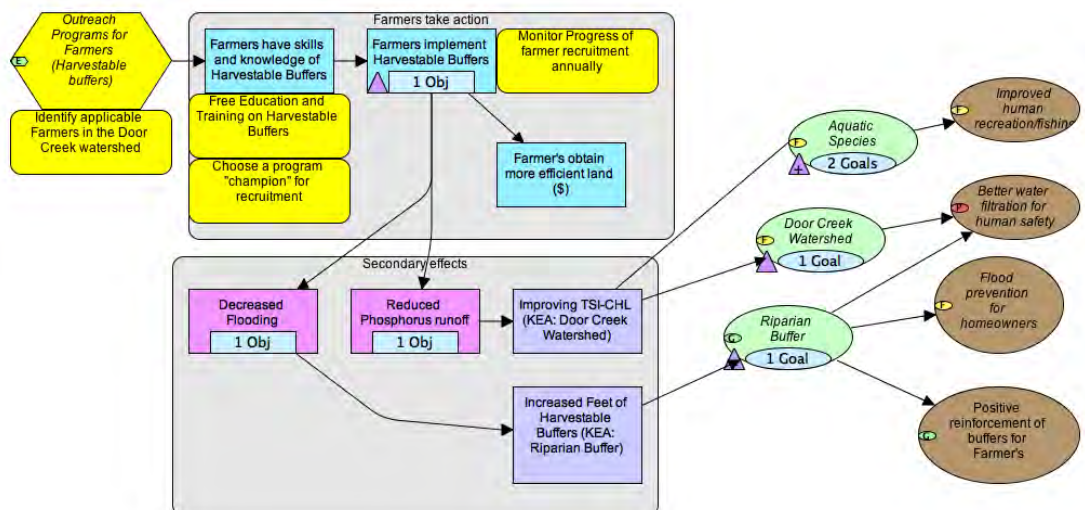 Outreach
Programs for
Farmers
(Harvestable
buffers)
E
Identify applicable
Farmers in the Door
Creek watershed
Farmers take action
Farmers have skills
and knowledge of
Harvestable Buffers
Free Education and
Training on Harvestable
Buffers
Choose a program
"champion" for
recruitment
Farmers implement
Harvestable Buffers
1 Obj
Monitor Progress of
farmer recruitment
annually
Farmer's obtain
more efficient land
($)
Secondary effects
Decreased
Flooding
1 Obj
Reduced
Phosphorus runoff
1 Obj
Improving TSI-CHL
(KEA: Door Creek
Watershed)
Increased Feet of
Harvestable
Buffers (KEA:
Riparian Buffer)
Aquatic
Species
F
2 Goals
Door Creek
Watershed
F
1 Goal
Riparian
Buffer
G
1 Goal
Improved
human
recreation/fishing
F
Better water
filtration for
human safety
P
Flood
prevention
for
homeowners
F
Positive
reinforcement of
buffers for
Farmer's
G